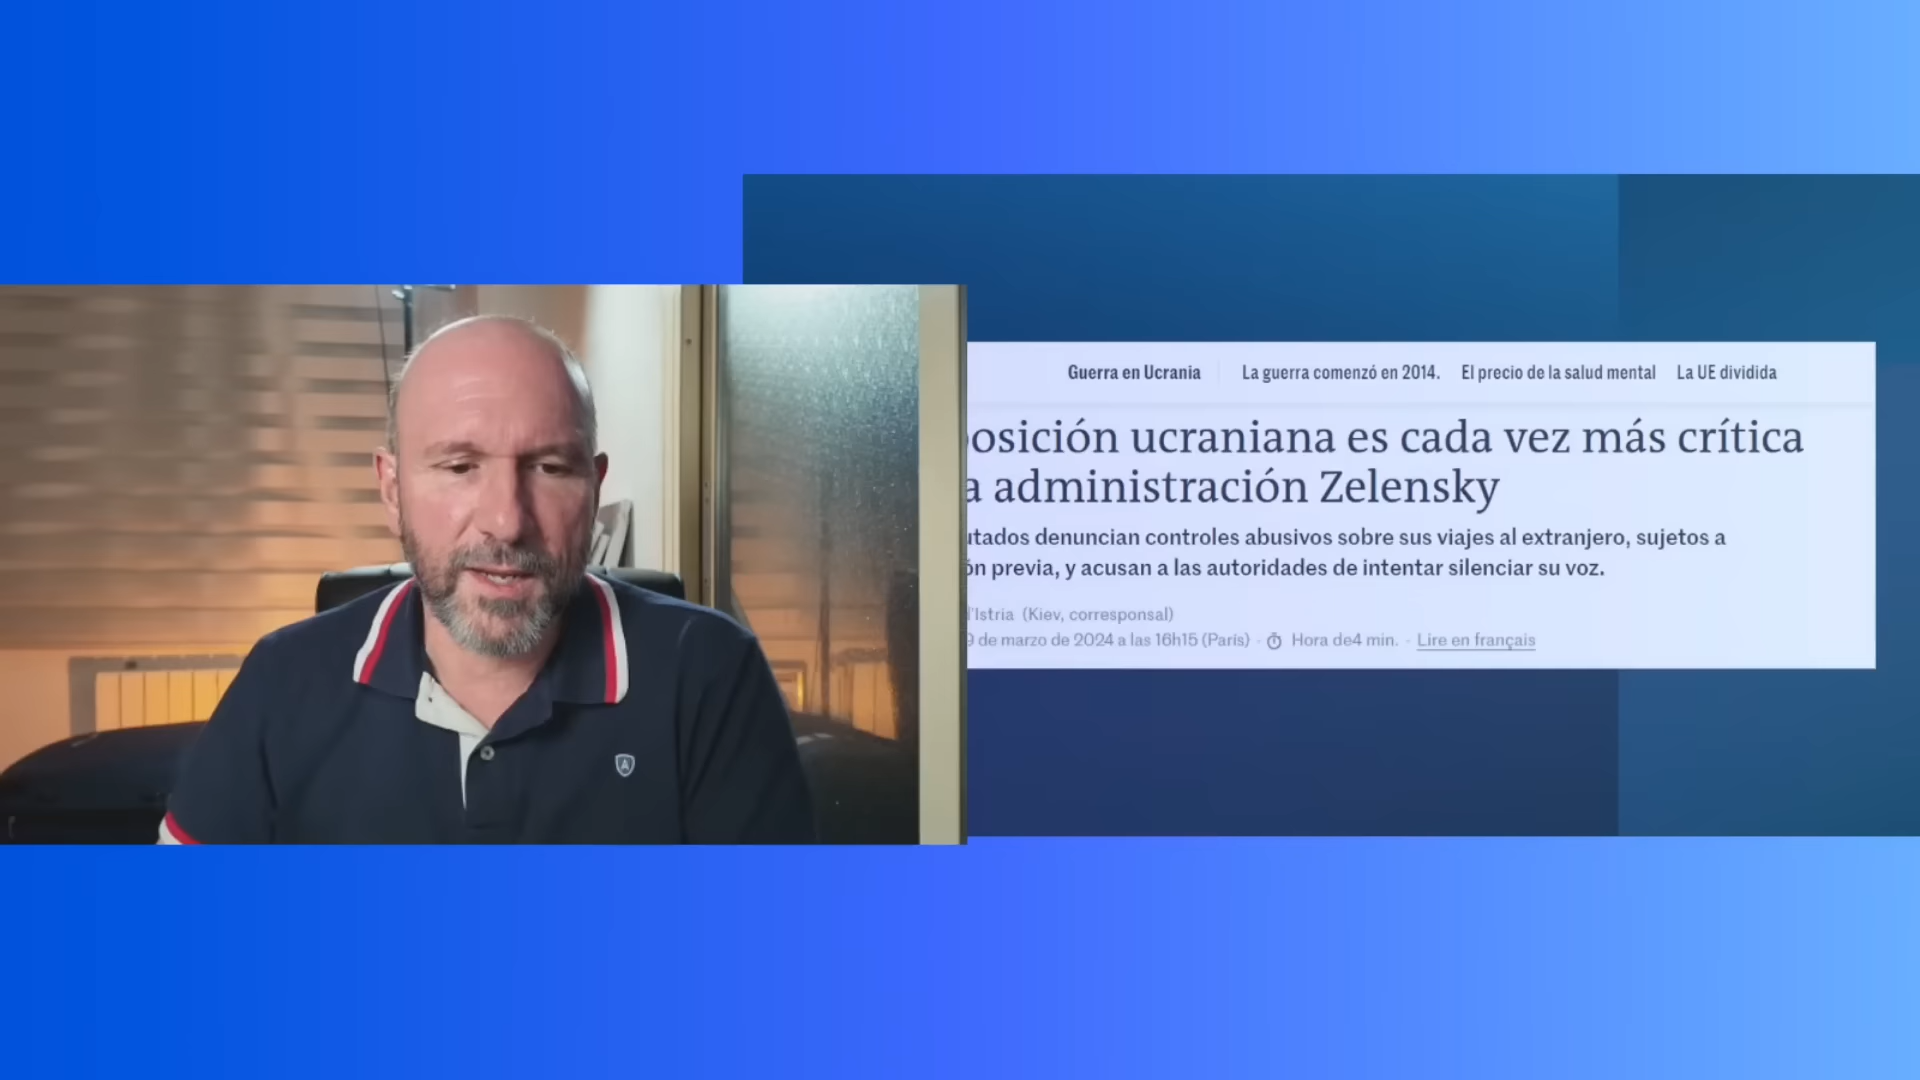 Guerra en Ucrania La guerra comenzó en 2014. El precio de la salud mental La UE dividida
posición ucraniana es cada vez más crítica
a administración Zelensky
utados denuncian controles abusivos sobre sus viajes al extranjero, sujetos a
ón previa, y acusan a las autoridades de intentar silenciar su voz.
d'Istria (Kiev, corresponsal)
9 de marzo de 2024 a las 16h15 (París) · Hora de4 min. · Lire en français
A